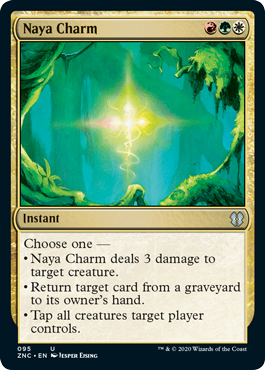 Naya Charm
Instant
Choose one —
• Naya Charm deals 3 damage to
target creature.
• Return target card from a graveyard
to its owner's hand.
• Tap all creatures target player
controls.
095 U
ZNC • EN Jesper Ejsing
™ & © 2020 Wizards of the Coast